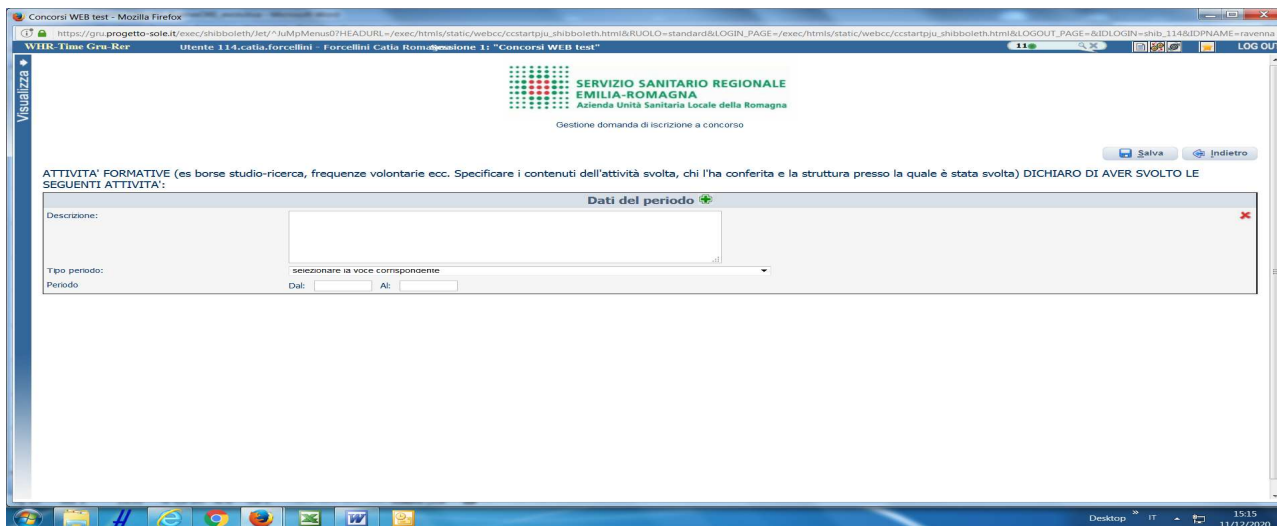 Concorsi WEB test - Mozilla Firefox
https://gru.progetto-sole.it/exec/shibboleth/Jet/^JuMpMenus0?HEADURL=/exec/htmls/static/webcc/ccstartpju_shibboleth.html&RUOLO=standard&LOGIN_PAGE=/exec/htmls/static/webcc/ccstartpju_shibboleth.html&LOGOUT_PAGE=&IDLOGIN=shib_114&IDPNAME=ravenna
WHR-Time Gru-Rer Utente 114.catia.forcellini - Forcellini Catia 1: "Concorsi WEB test" 110 LOG OUT
Visualizza
SERVIZIO SANITARIO REGIONALE
EMILIA-ROMAGNA
Azienda Unità Sanitaria Locale della Romagna
Gestione domanda di iscrizione a concorso
Salva Indietro
ATTIVITA' FORMATIVE (es borse studio-ricerca, frequenze volontarie ecc. Specificare i contenuti dell'attività svolta, chi l'ha conferita e la struttura presso la quale è stata svolta) DICHIARO DI AVER SVOLTO LE
SEGUENTI ATTIVITA':
Dati del periodo
Descrizione:
Tipo periodo: selezionare la voce corrispondente
Periodo Dal: Al:
Desktop » IT 15:15
11/12/2020